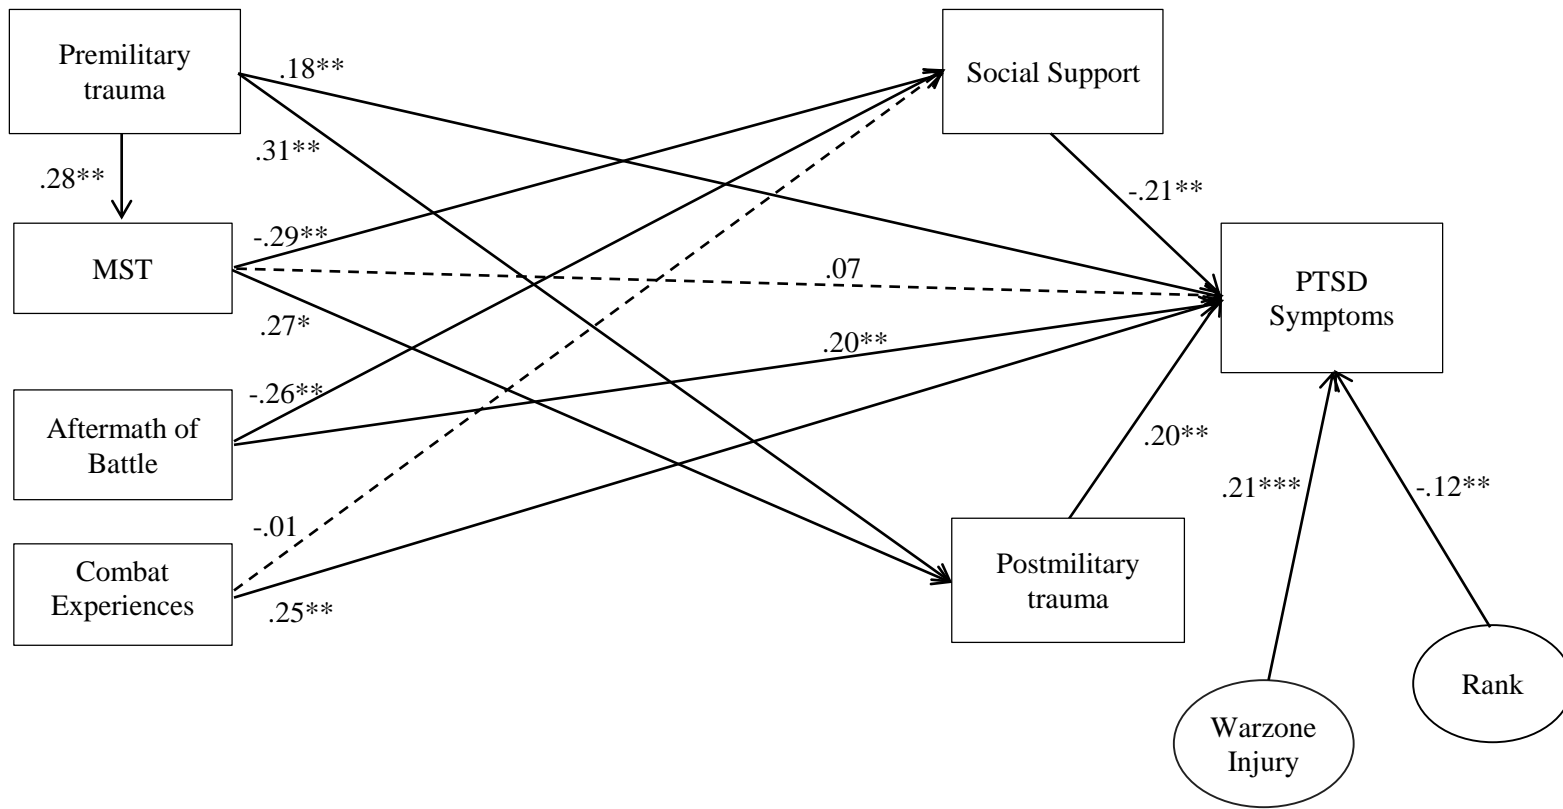 Premilitary
trauma
.18**
Social Support
.31**
.28**
-.21**
MST
-.29**
.07
PTSD
Symptoms
.27*
.20**
Aftermath of
Battle
-.26**
.20**
.21***
-.12**
Combat
Experiences
-.01
.25**
Postmilitary
trauma
Rank
Warzone
Injury